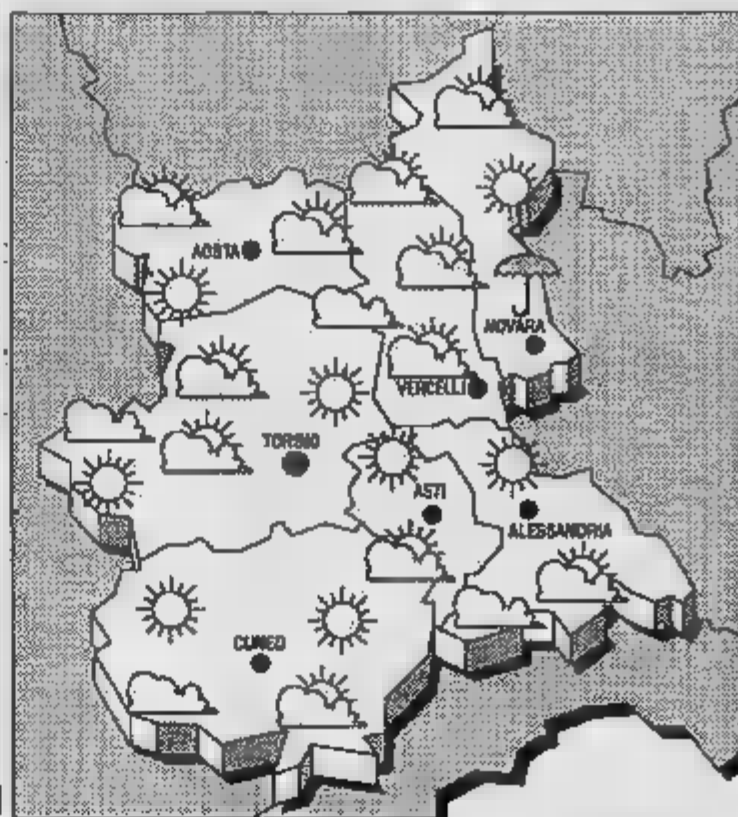 AOSTA
NOVARA
VERCELLI
TORINO
ASTI
ALESSANDRIA
CUNEO